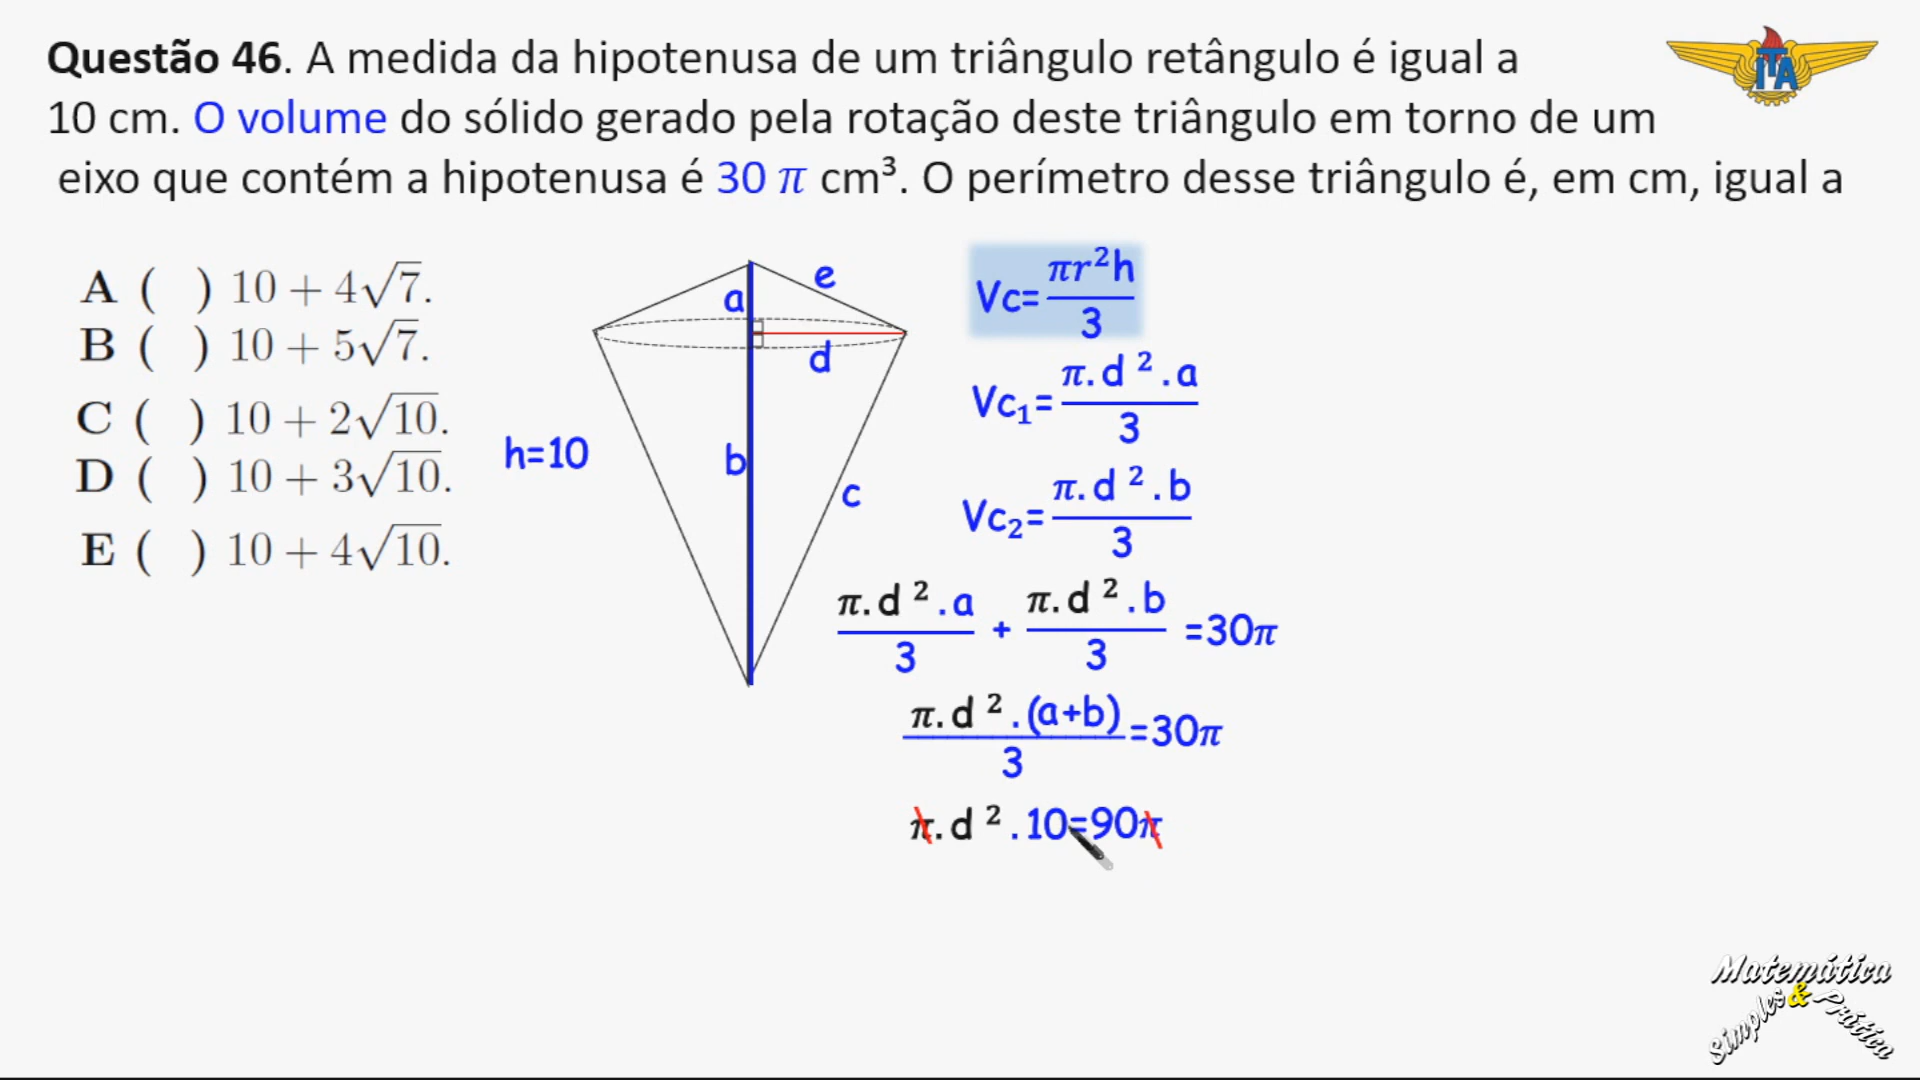 Questão 46. A medida da hipotenusa de um triângulo retângulo é igual a
10 cm. O volume do sólido gerado pela rotação deste triângulo em torno de um
eixo que contém a hipotenusa é 30 π cm³. O perímetro desse triângulo é, em cm, igual a
ITA
A ( ) 10 + 4√7.
B ( ) 10 + 5√7.
C ( ) 10 + 2√10.
D ( ) 10 + 3√10.
E ( ) 10 + 4√10.
h=10
a
e
d
b
c
Vc= πr²h / 3
Vc₁= π.d².a / 3
Vc₂= π.d².b / 3
π.d².a / 3 + π.d².b / 3 =30π
π.d².(a+b) / 3 =30π
π.d².10=90π
Matemática
Simples & Prática